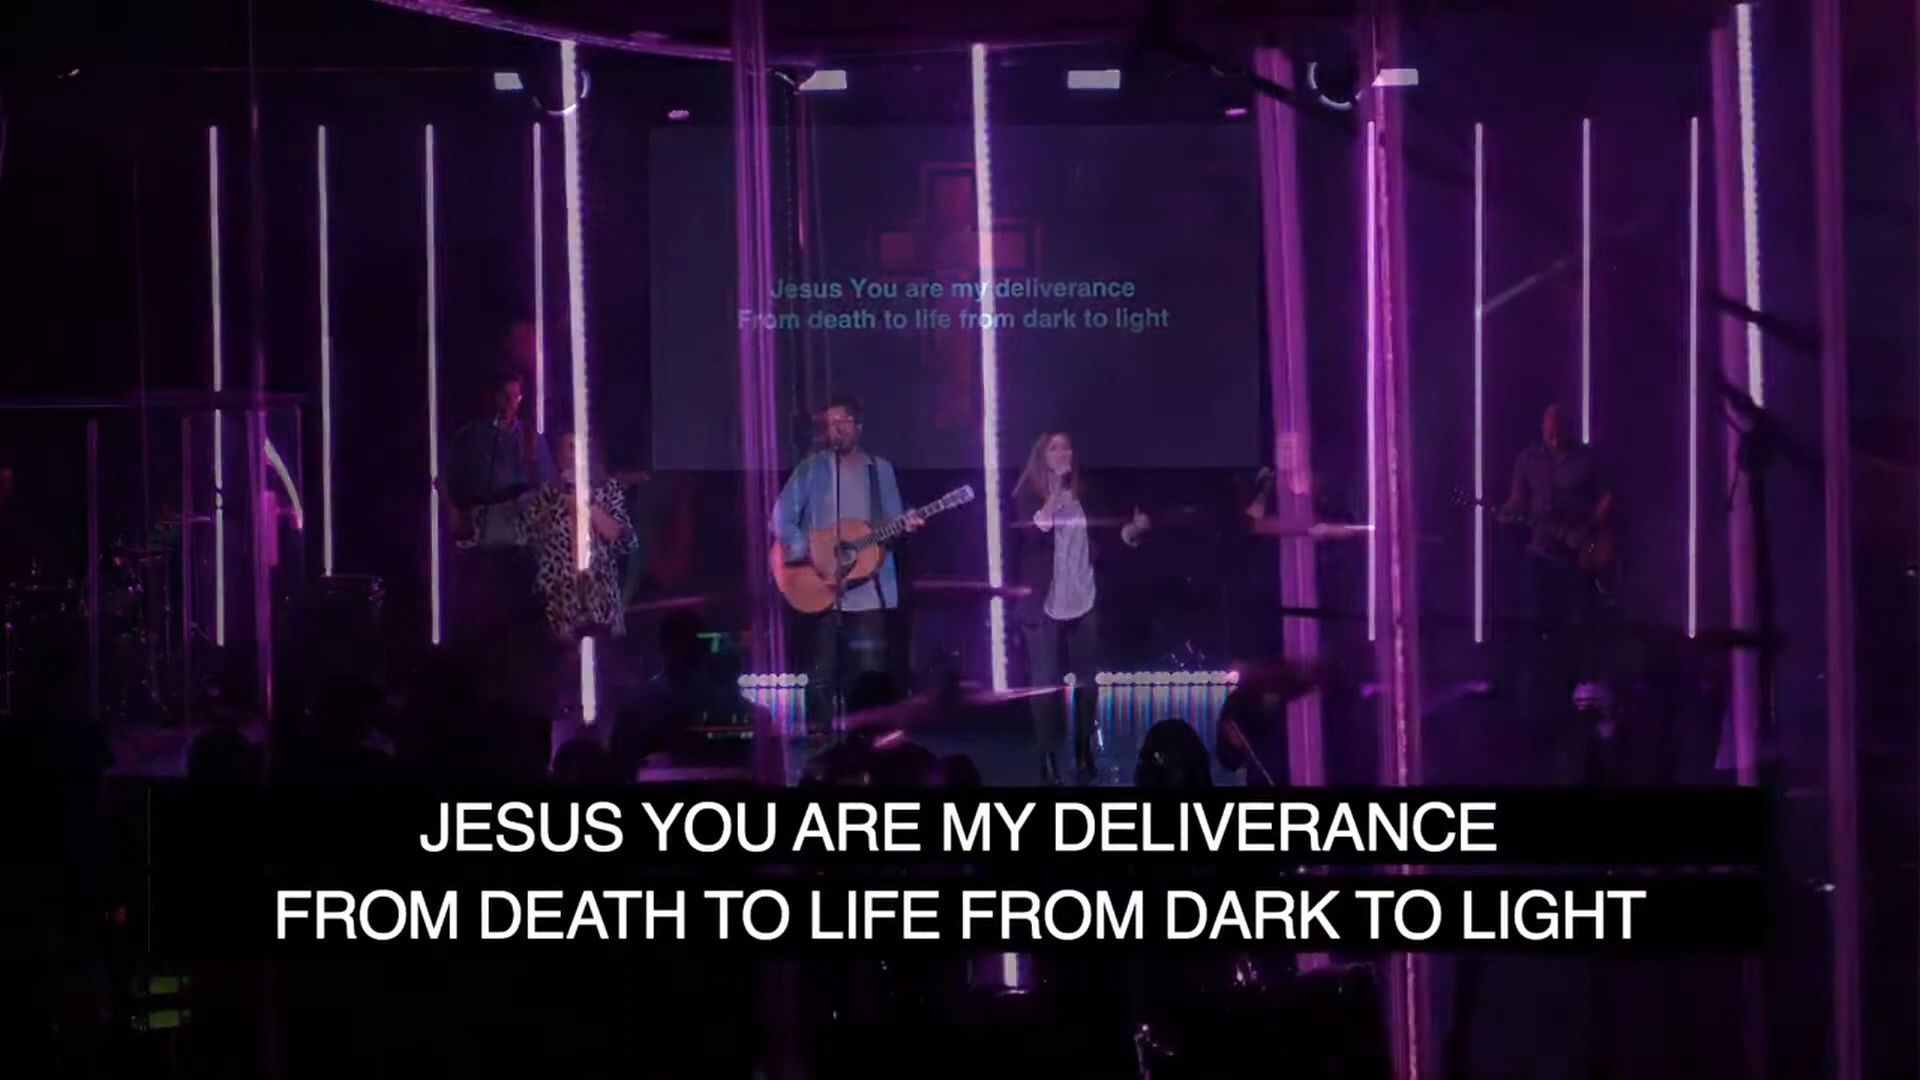 Jesus You are my deliverance
From death to life from dark to light
JESUS YOU ARE MY DELIVERANCE
FROM DEATH TO LIFE FROM DARK TO LIGHT